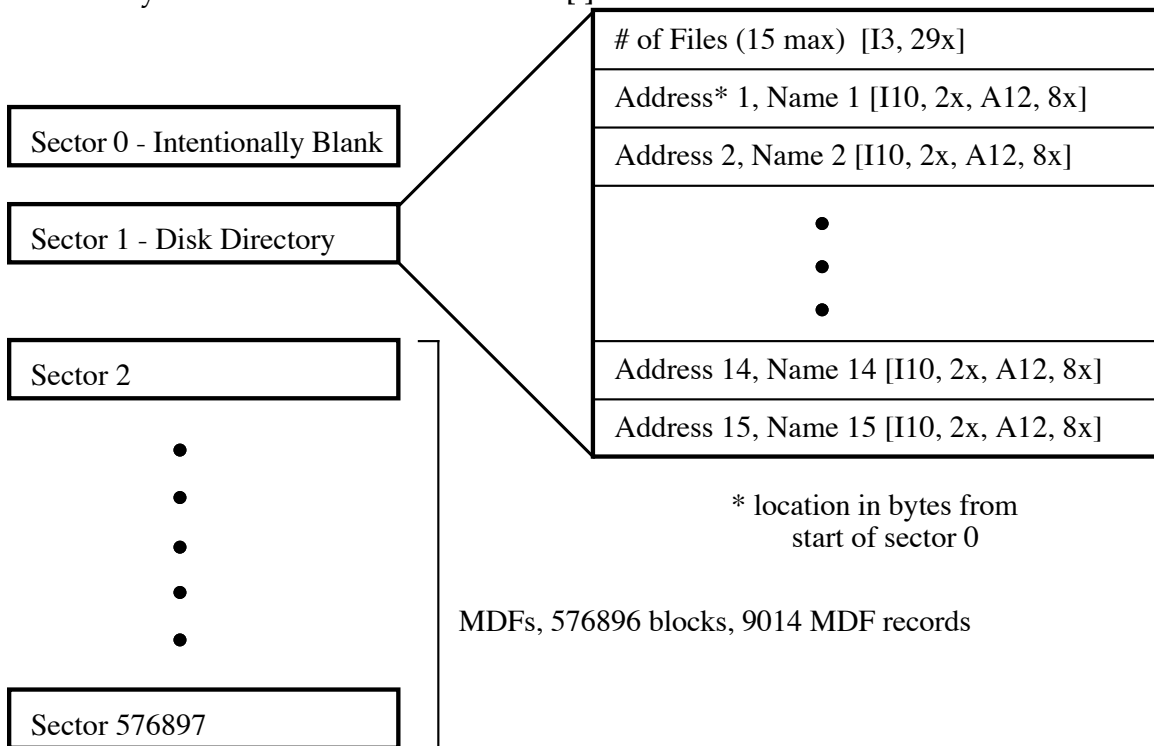 # of Files (15 max)  [I3, 29x]
Address* 1, Name 1 [I10, 2x, A12, 8x]
Sector 0 - Intentionally Blank
Address 2, Name 2 [I10, 2x, A12, 8x]
Sector 1 - Disk Directory
Sector 2
Address 14, Name 14 [I10, 2x, A12, 8x]
Address 15, Name 15 [I10, 2x, A12, 8x]
* location in bytes from
start of sector 0
MDFs, 576896 blocks, 9014 MDF records
Sector 576897